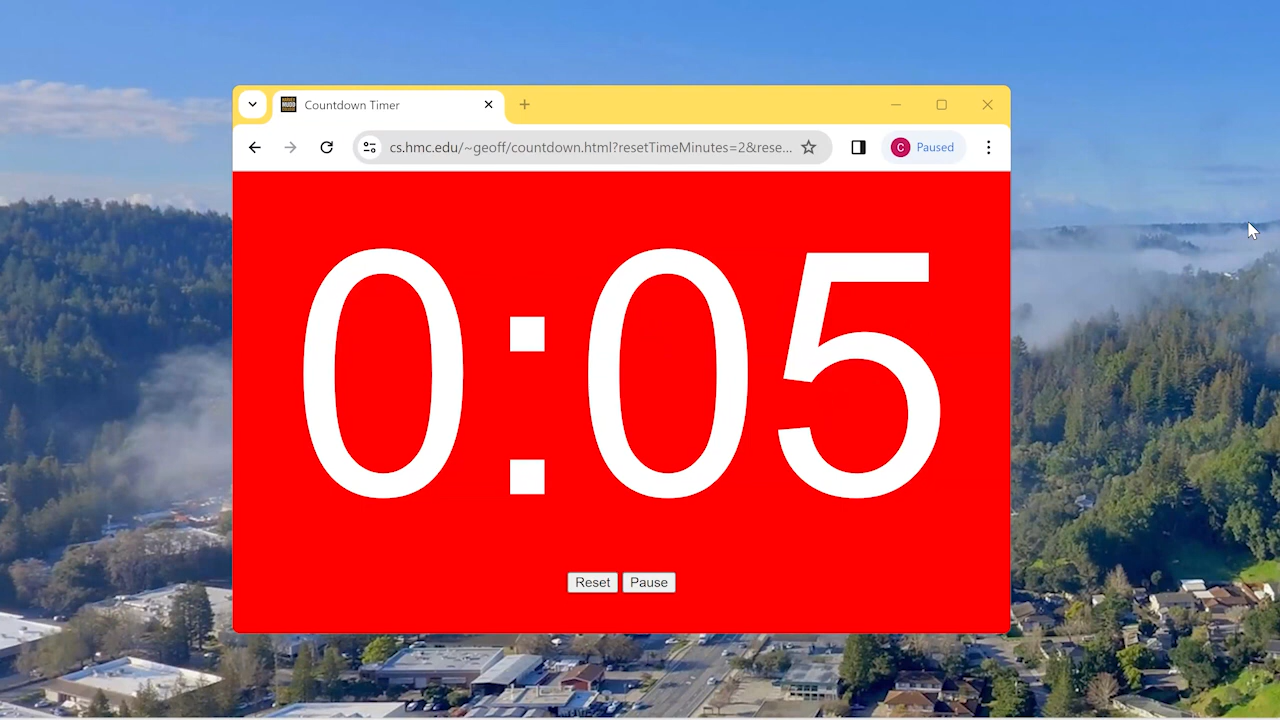 Countdown Timer
cs.hmc.edu/~geoff/countdown.html?resetTimeMinutes=2&rese...
C Paused
0:05
Reset Pause